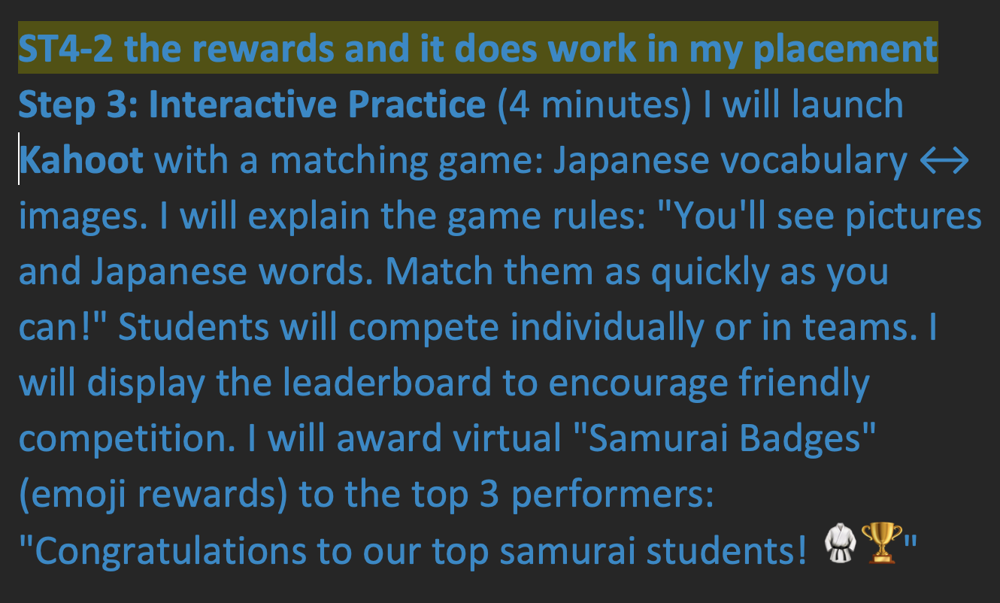 ST4-2 the rewards and it does work in my placement
Step 3: Interactive Practice (4 minutes) I will launch
Kahoot with a matching game: Japanese vocabulary ↔
images. I will explain the game rules: "You'll see pictures
and Japanese words. Match them as quickly as you
can!" Students will compete individually or in teams. I
will display the leaderboard to encourage friendly
competition. I will award virtual "Samurai Badges"
(emoji rewards) to the top 3 performers:
"Congratulations to our top samurai students! 🥋🏆"